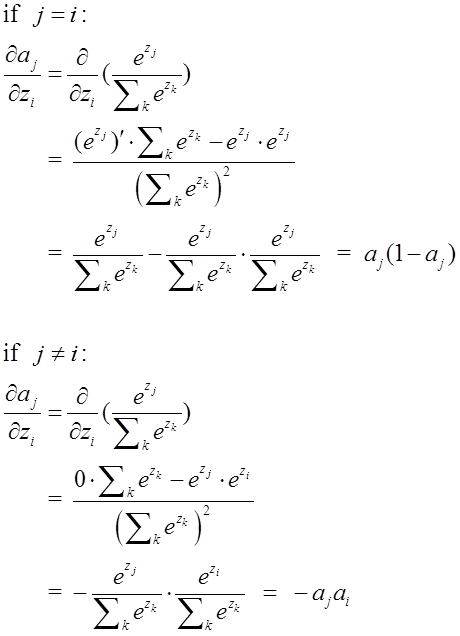 if j = i:
∂a_j/∂z_i = ∂/∂z_i (e^{z_j} / ∑_k e^{z_k})
= ((e^{z_j})′ · ∑_k e^{z_k} − e^{z_j} · e^{z_j}) / (∑_k e^{z_k})^2
= e^{z_j} / ∑_k e^{z_k} − e^{z_j} / ∑_k e^{z_k} · e^{z_j} / ∑_k e^{z_k} = a_j(1 − a_j)
if j ≠ i:
∂a_j/∂z_i = ∂/∂z_i (e^{z_j} / ∑_k e^{z_k})
= (0 · ∑_k e^{z_k} − e^{z_j} · e^{z_i}) / (∑_k e^{z_k})^2
= − e^{z_j} / ∑_k e^{z_k} · e^{z_i} / ∑_k e^{z_k} = −a_j a_i